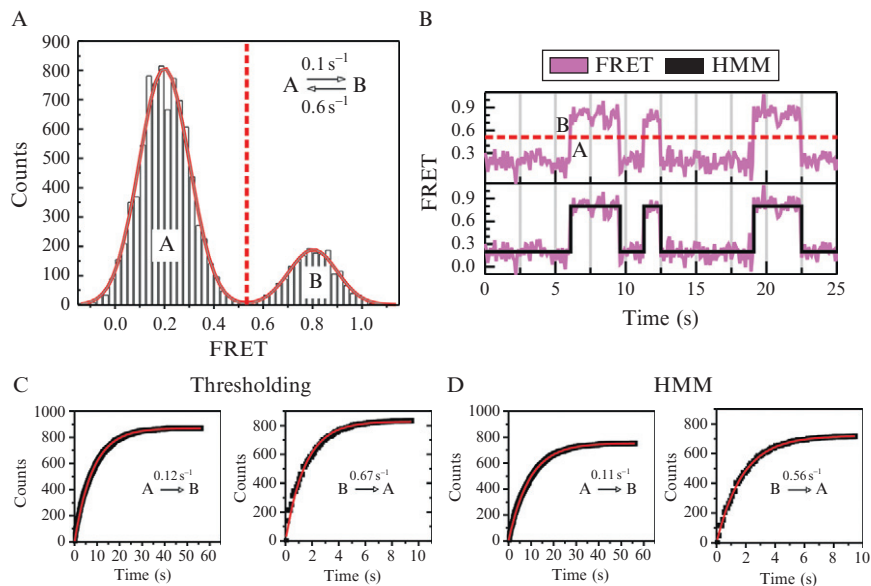 A
900
800
700
600
500
400
300
200
100
0
Counts
0.0 0.2 0.4 0.6 0.8 1.0
FRET
0.1 s⁻¹
A B
0.6 s⁻¹
A
B
B
FRET HMM
0.9
0.6
0.3
0.9
0.6
0.3
0.0
FRET
B
A
0 5 10 15 20 25
Time (s)
C Thresholding
1000
800
600
400
200
0
Counts
0.12 s⁻¹
A B
0 10 20 30 40 50 60
Time (s)
800
600
400
200
0
Counts
0.67 s⁻¹
B A
0 2 4 6 8 10
Time (s)
D HMM
1000
800
600
400
200
0
Counts
0.11 s⁻¹
A B
0 10 20 30 40 50 60
Time (s)
800
600
400
200
0
Counts
0.56 s⁻¹
B A
0 2 4 6 8 10
Time (s)